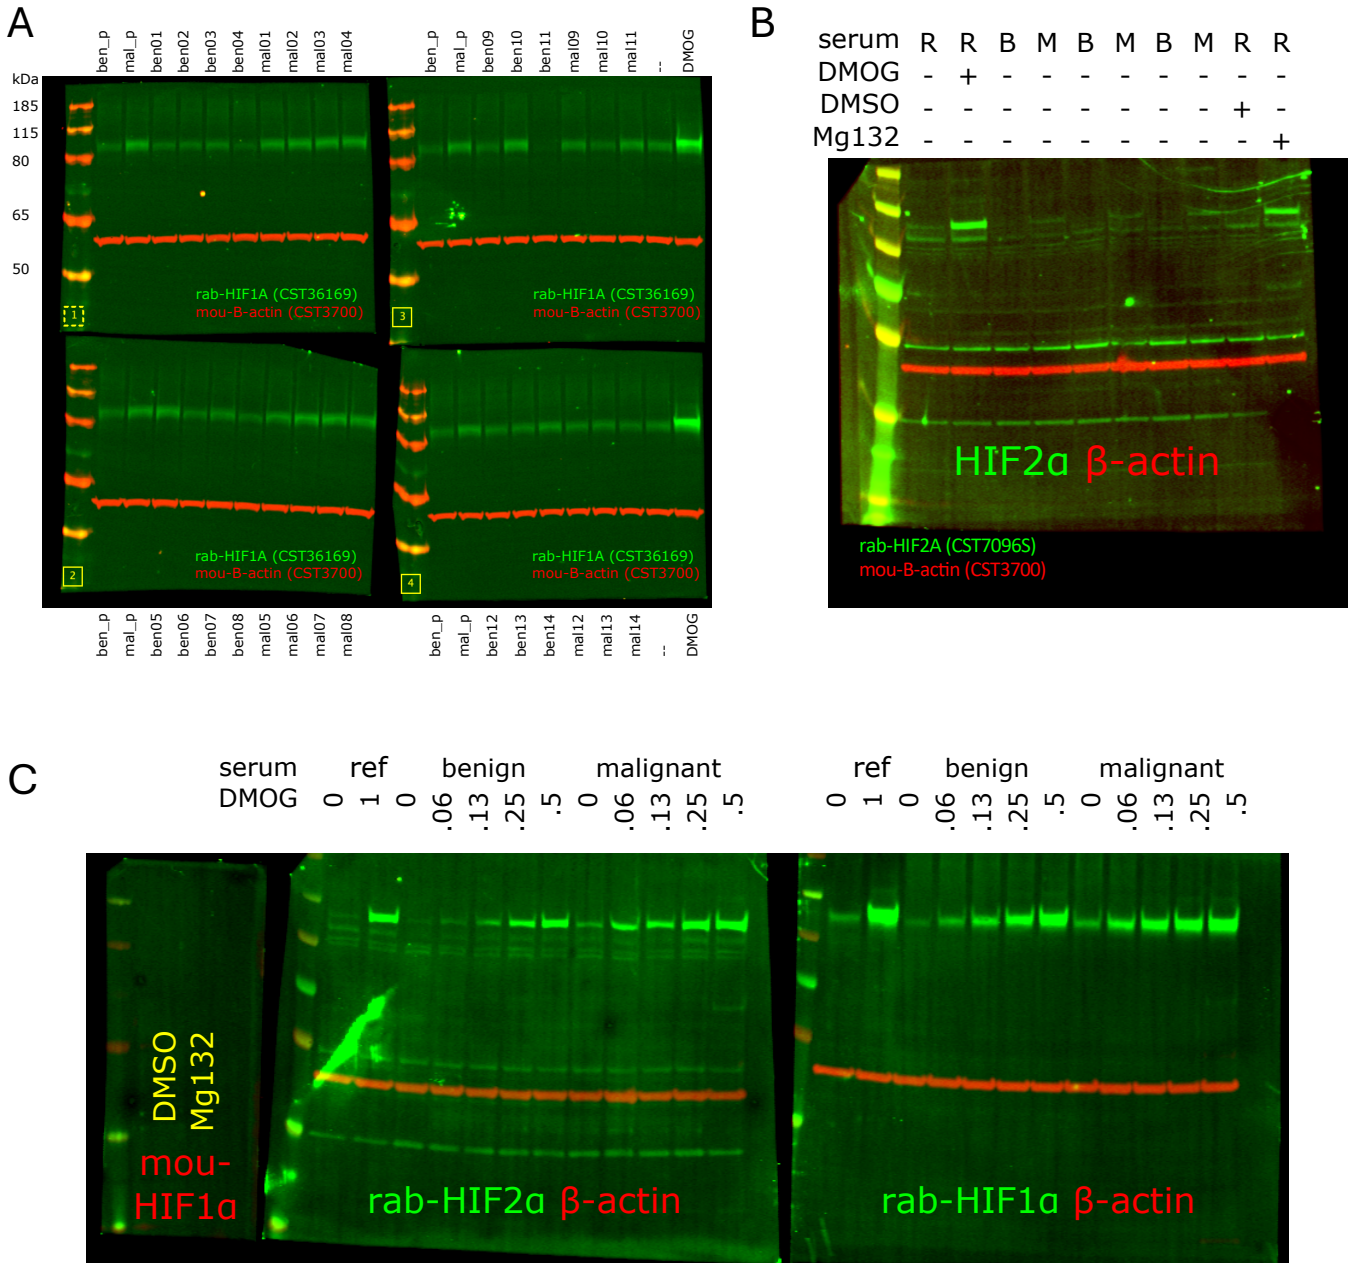 A
ben_p mal_p ben01 ben02 ben03 ben04 mal01 mal02 mal03 mal04
ben_p mal_p ben09 ben10 ben11 mal09 mal10 mal11 -- DMOG
kDa
185
115
80
65
50
rab-HIF1A (CST36169)
mou-B-actin (CST3700)
1
rab-HIF1A (CST36169)
mou-B-actin (CST3700)
3
rab-HIF1A (CST36169)
mou-B-actin (CST3700)
2
rab-HIF1A (CST36169)
mou-B-actin (CST3700)
4
ben_p mal_p ben05 ben06 ben07 ben08 mal05 mal06 mal07 mal08
ben_p mal_p ben12 ben13 ben14 mal12 mal13 mal14 -- DMOG
B
serum R R B M B M B M R R
DMOG - + - - - - - - - -
DMSO - - - - - - - - + -
Mg132 - - - - - - - - - +
HIF2α β-actin
rab-HIF2A (CST7096S)
mou-B-actin (CST3700)
C
serum ref benign malignant
DMOG 0 1 0 .06 .13 .25 .5 0 .06 .13 .25 .5
ref benign malignant
0 1 0 .06 .13 .25 .5 0 .06 .13 .25 .5
DMSO
Mg132
mou-
HIF1α
rab-HIF2α β-actin
rab-HIF1α β-actin